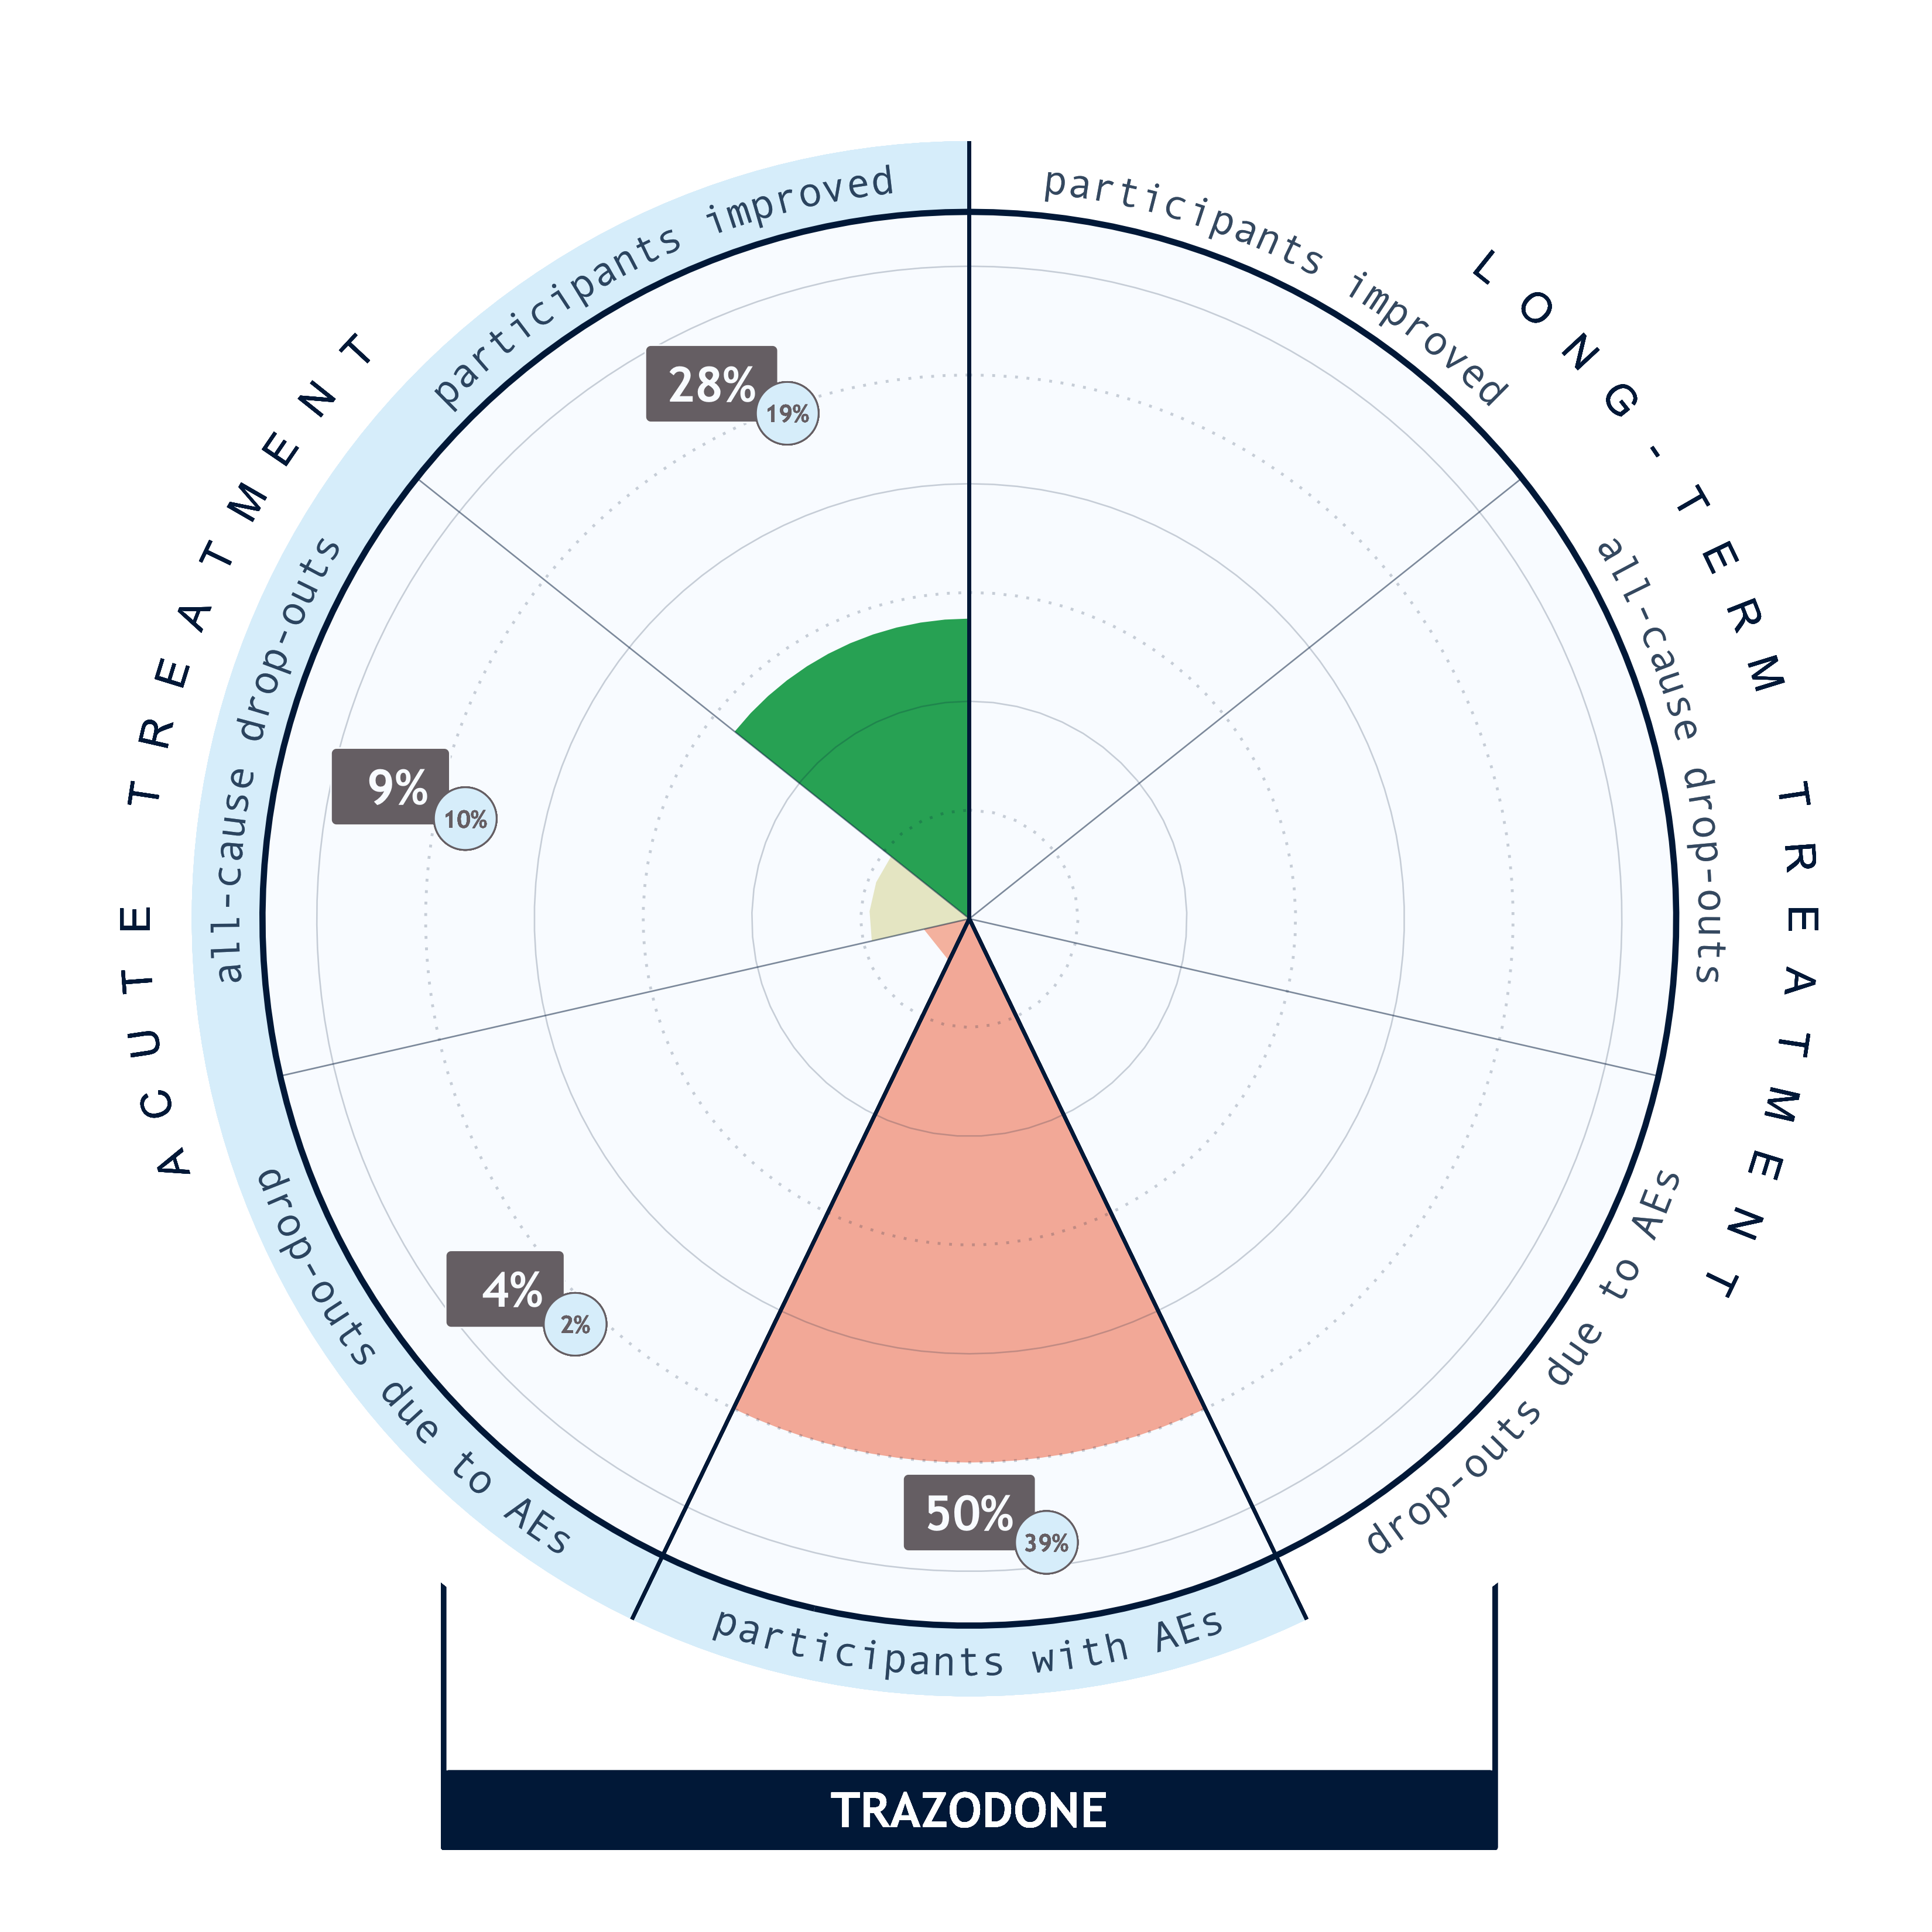 ACUTE TREATMENT
LONG-TERM TREATMENT
participants improved
participants improved
28%
19%
all-cause drop-outs
all-cause drop-outs
9%
10%
drop-outs due to AEs
drop-outs due to AEs
4%
2%
50%
39%
participants with AEs
TRAZODONE